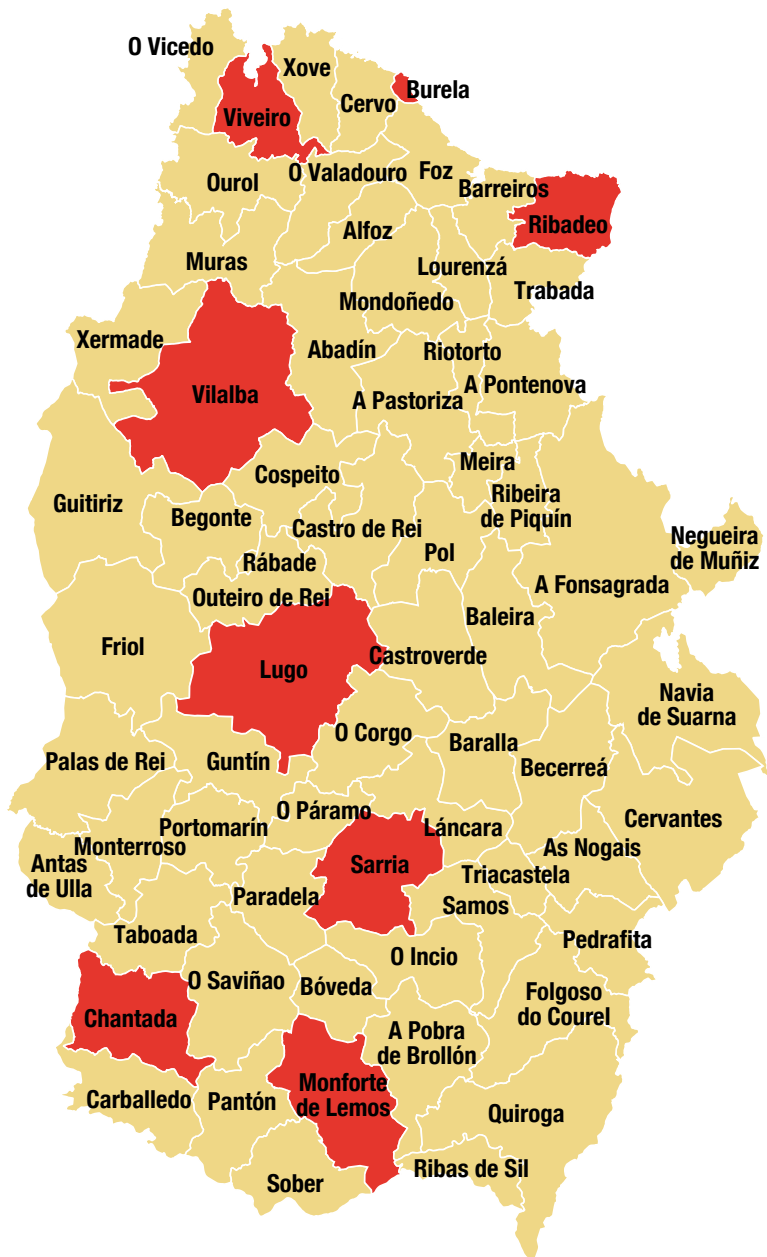 O Vicedo
Xove
Burela
Cervo
Viveiro
O Valadouro
Foz
Ourol
Barreiros
Ribadeo
Alfoz
Muras
Lourenzá
Trabada
Mondoñedo
Xermade
Abadín
Riotorto
A Pontenova
Vilalba
A Pastoriza
Meira
Cospeito
Guitiriz
Begonte
Ribeira
de Piquín
Castro de Rei
Pol
Negueira
de Muñiz
Rábade
A Fonsagrada
Outeiro de Rei
Baleira
Friol
Castroverde
Lugo
Navia
de Suarna
O Corgo
Baralla
Palas de Rei
Guntín
Becerreá
O Páramo
Cervantes
Portomarín
Láncara
Monterroso
As Nogais
Antas
de Ulla
Sarria
Triacastela
Paradela
Samos
Taboada
Pedrafita
O Incio
O Saviñao
Bóveda
Folgoso
do Courel
Chantada
A Pobra
de Brollón
Monforte
de Lemos
Carballedo
Pantón
Quiroga
Ribas de Sil
Sober